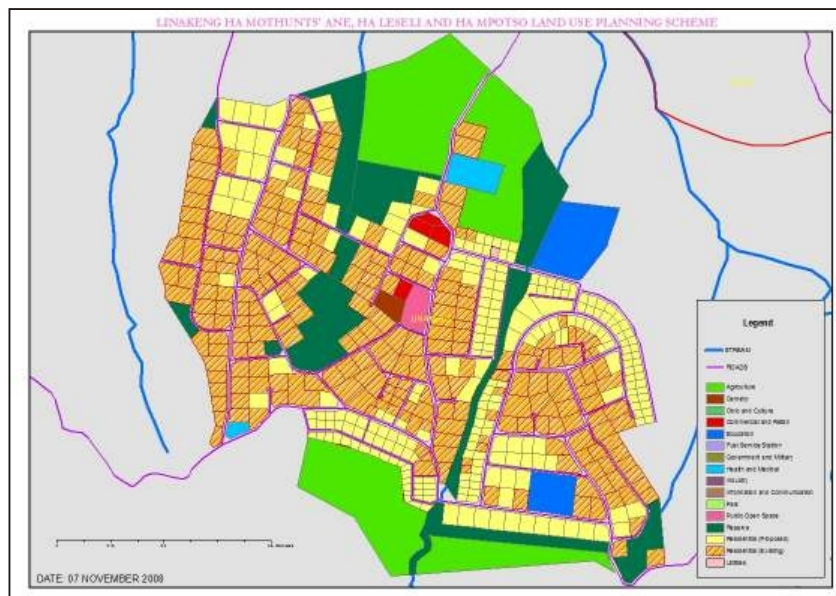 LINAKENG HA MOTHUNTS' ANE, HA LESELI AND HA MPOTSO LAND USE PLANNING SCHEME
Legend
STREAM
ROADS
Agriculture
Cemetry
Civic and Culture
Commercial and Retail
Education
Fuel Service Station
Government and Military
Health and Medical
Industry
Information and Communication
Park
Public Open Space
Reserve
Residential (Proposed)
Residential (Existing)
Utilities
DATE: 07 NOVEMBER 2008